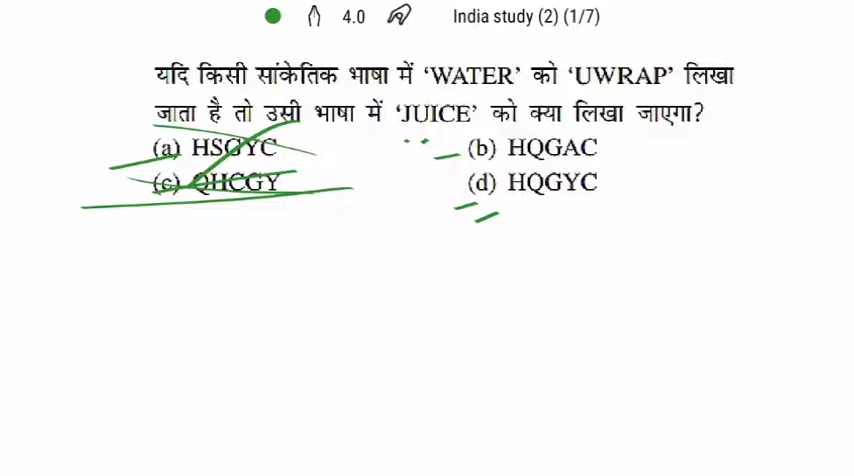 4.0 India study (2) (1/7)
यदि किसी सांकेतिक भाषा में ‘WATER’ को ‘UWRAP’ लिखा
जाता है तो उसी भाषा में ‘JUICE’ को क्या लिखा जाएगा?
(a) HSGYC (b) HQGAC
(c) QHCGY (d) HQGYC